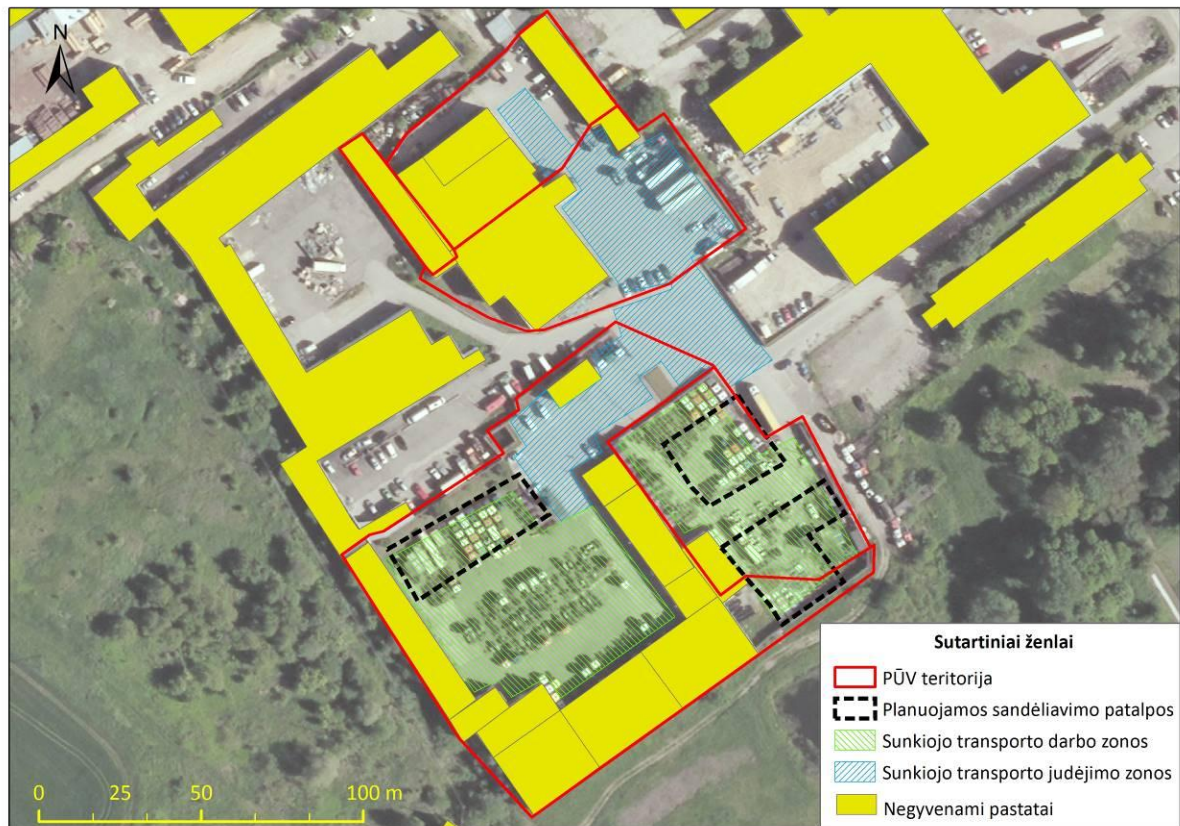 N
Sutartiniai ženlai
PŪV teritorija
Planuojamos sandėliavimo patalpos
Sunkiojo transporto darbo zonos
Sunkiojo transporto judėjimo zonos
Negyvenami pastatai
0 25 50 100 m